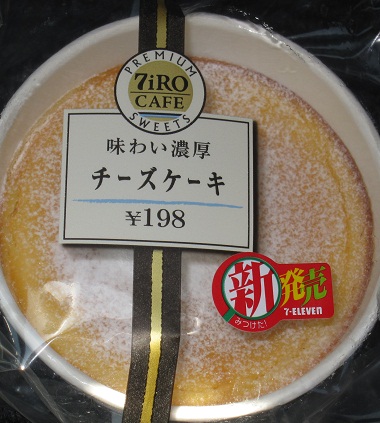 PREMIUM
7iRO
CAFE
SWEETS
味わい濃厚
チーズケーキ
¥198
新発売
7-ELEVEN
みつけた!